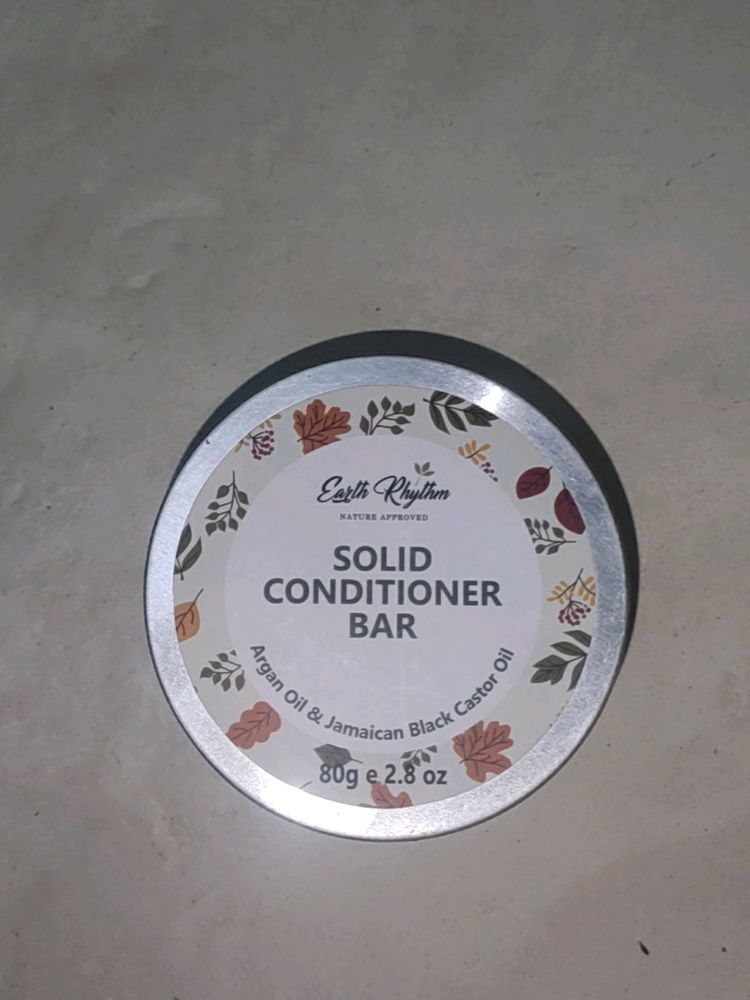 Earth Rhythm
NATURE APPROVED
SOLID
CONDITIONER
BAR
Argan Oil & Jamaican Black Castor Oil
80g e 2.8 oz